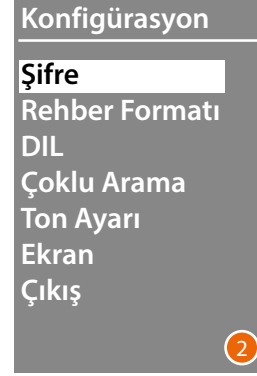 Konfigürasyon
Şifre
Rehber Formatı
DIL
Çoklu Arama
Ton Ayarı
Ekran
Çıkış
2